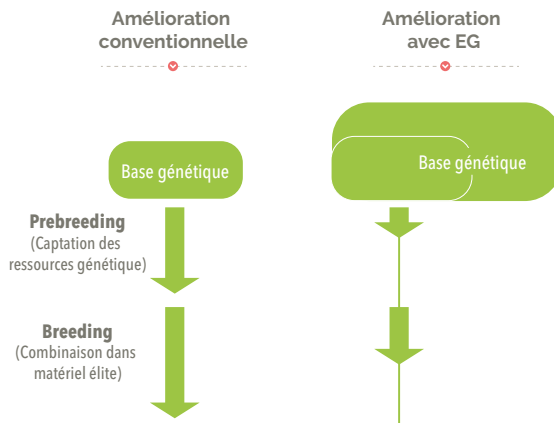 Amélioration
conventionnelle
Amélioration
avec EG
Base génétique
Base génétique
Prebreeding
(Captation des
ressources génétique)
Breeding
(Combinaison dans
matériel élite)